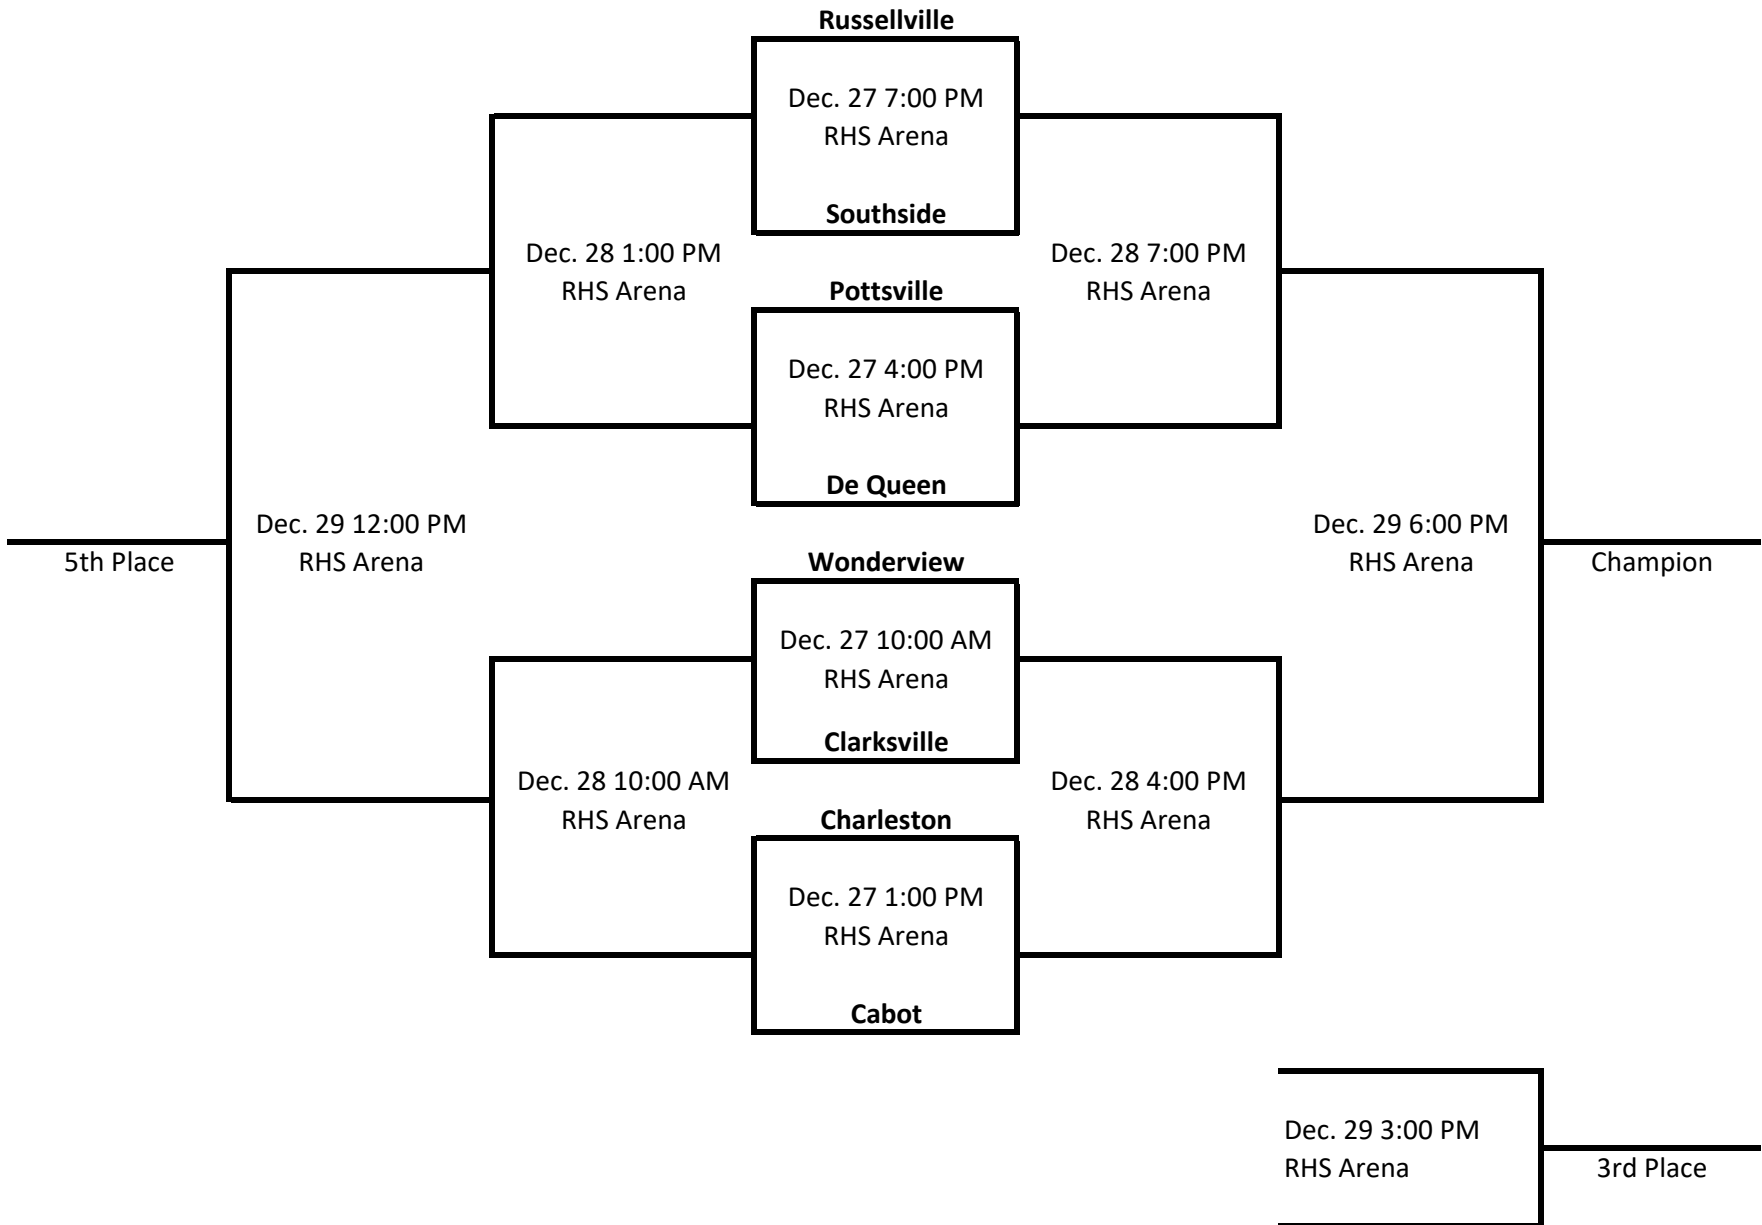 Russellville
Dec. 27 7:00 PM
RHS Arena
Southside
Dec. 28 1:00 PM
RHS Arena
Dec. 28 7:00 PM
RHS Arena
Pottsville
Dec. 27 4:00 PM
RHS Arena
De Queen
Dec. 29 12:00 PM
RHS Arena
5th Place
Dec. 29 6:00 PM
RHS Arena
Champion
Wonderview
Dec. 27 10:00 AM
RHS Arena
Clarksville
Dec. 28 10:00 AM
RHS Arena
Dec. 28 4:00 PM
RHS Arena
Charleston
Dec. 27 1:00 PM
RHS Arena
Cabot
Dec. 29 3:00 PM
RHS Arena
3rd Place